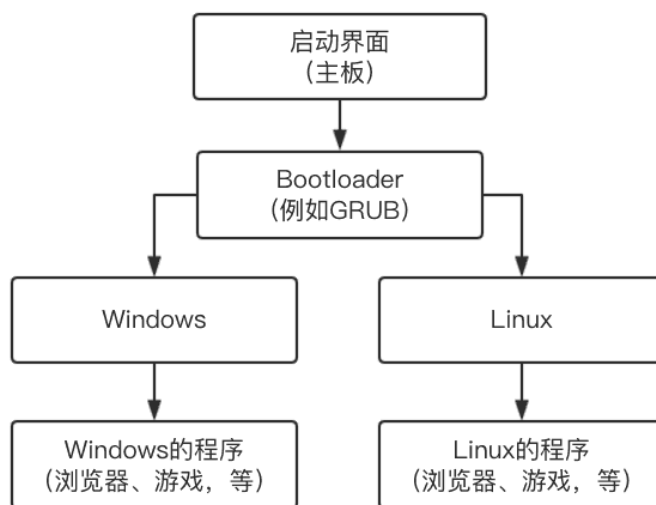 启动界面
（主板）
Bootloader
（例如GRUB）
Windows
Linux
Windows的程序
（浏览器、游戏，等）
Linux的程序
（浏览器、游戏，等）